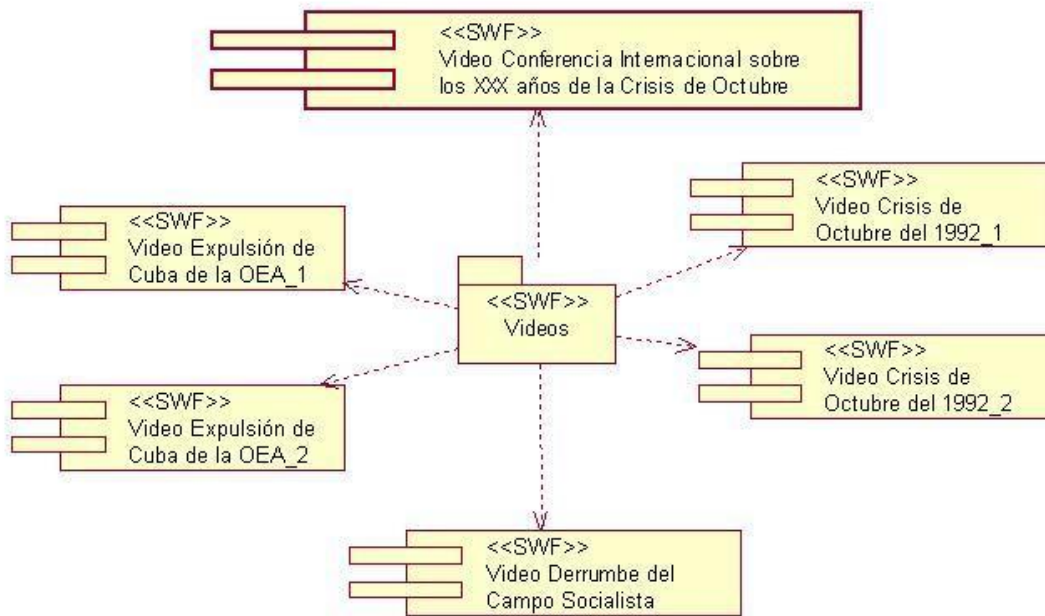 <<SWF>>
Video Conferencia Internacional sobre
los XXX años de la Crisis de Octubre
<<SWF>>
Video Expulsión de
Cuba de la OEA_1
<<SWF>>
Video Crisis de
Octubre del 1992_1
<<SWF>>
Videos
<<SWF>>
Video Expulsión de
Cuba de la OEA_2
<<SWF>>
Video Crisis de
Octubre del 1992_2
<<SWF>>
Video Derrumbe del
Campo Socialista